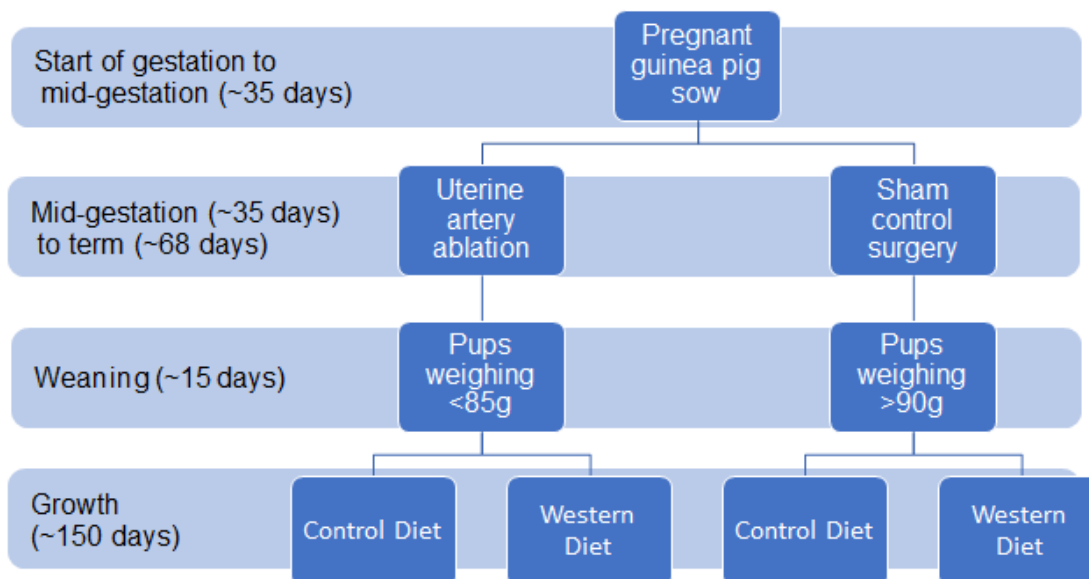 Start of gestation to
mid-gestation (~35 days)
Pregnant
guinea pig
sow
Mid-gestation (~35 days)
to term (~68 days)
Uterine
artery
ablation
Sham
control
surgery
Weaning (~15 days)
Pups
weighing
<85g
Pups
weighing
>90g
Growth
(~150 days)
Control Diet
Western
Diet
Control Diet
Western
Diet